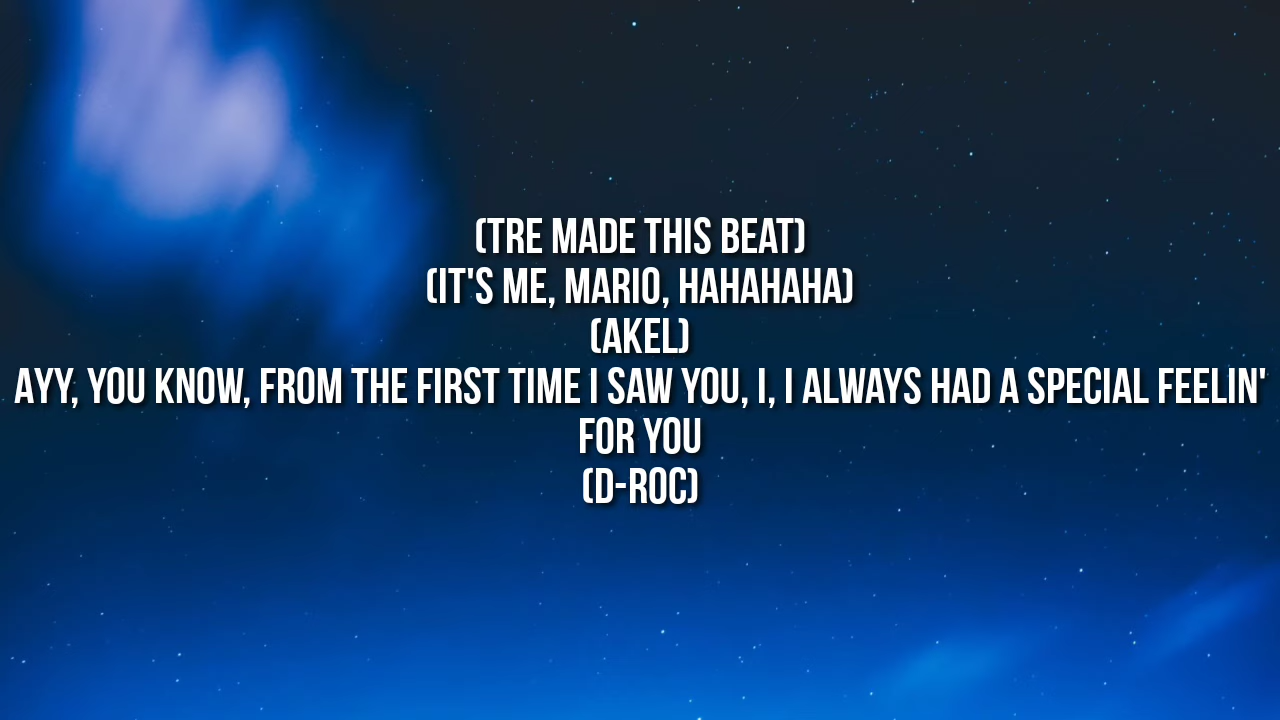 (TRE MADE THIS BEAT)
(IT'S ME, MARIO, HAHAHAHA)
(AKEL)
AYY, YOU KNOW, FROM THE FIRST TIME I SAW YOU, I, I ALWAYS HAD A SPECIAL FEELIN'
FOR YOU
(D-ROC)